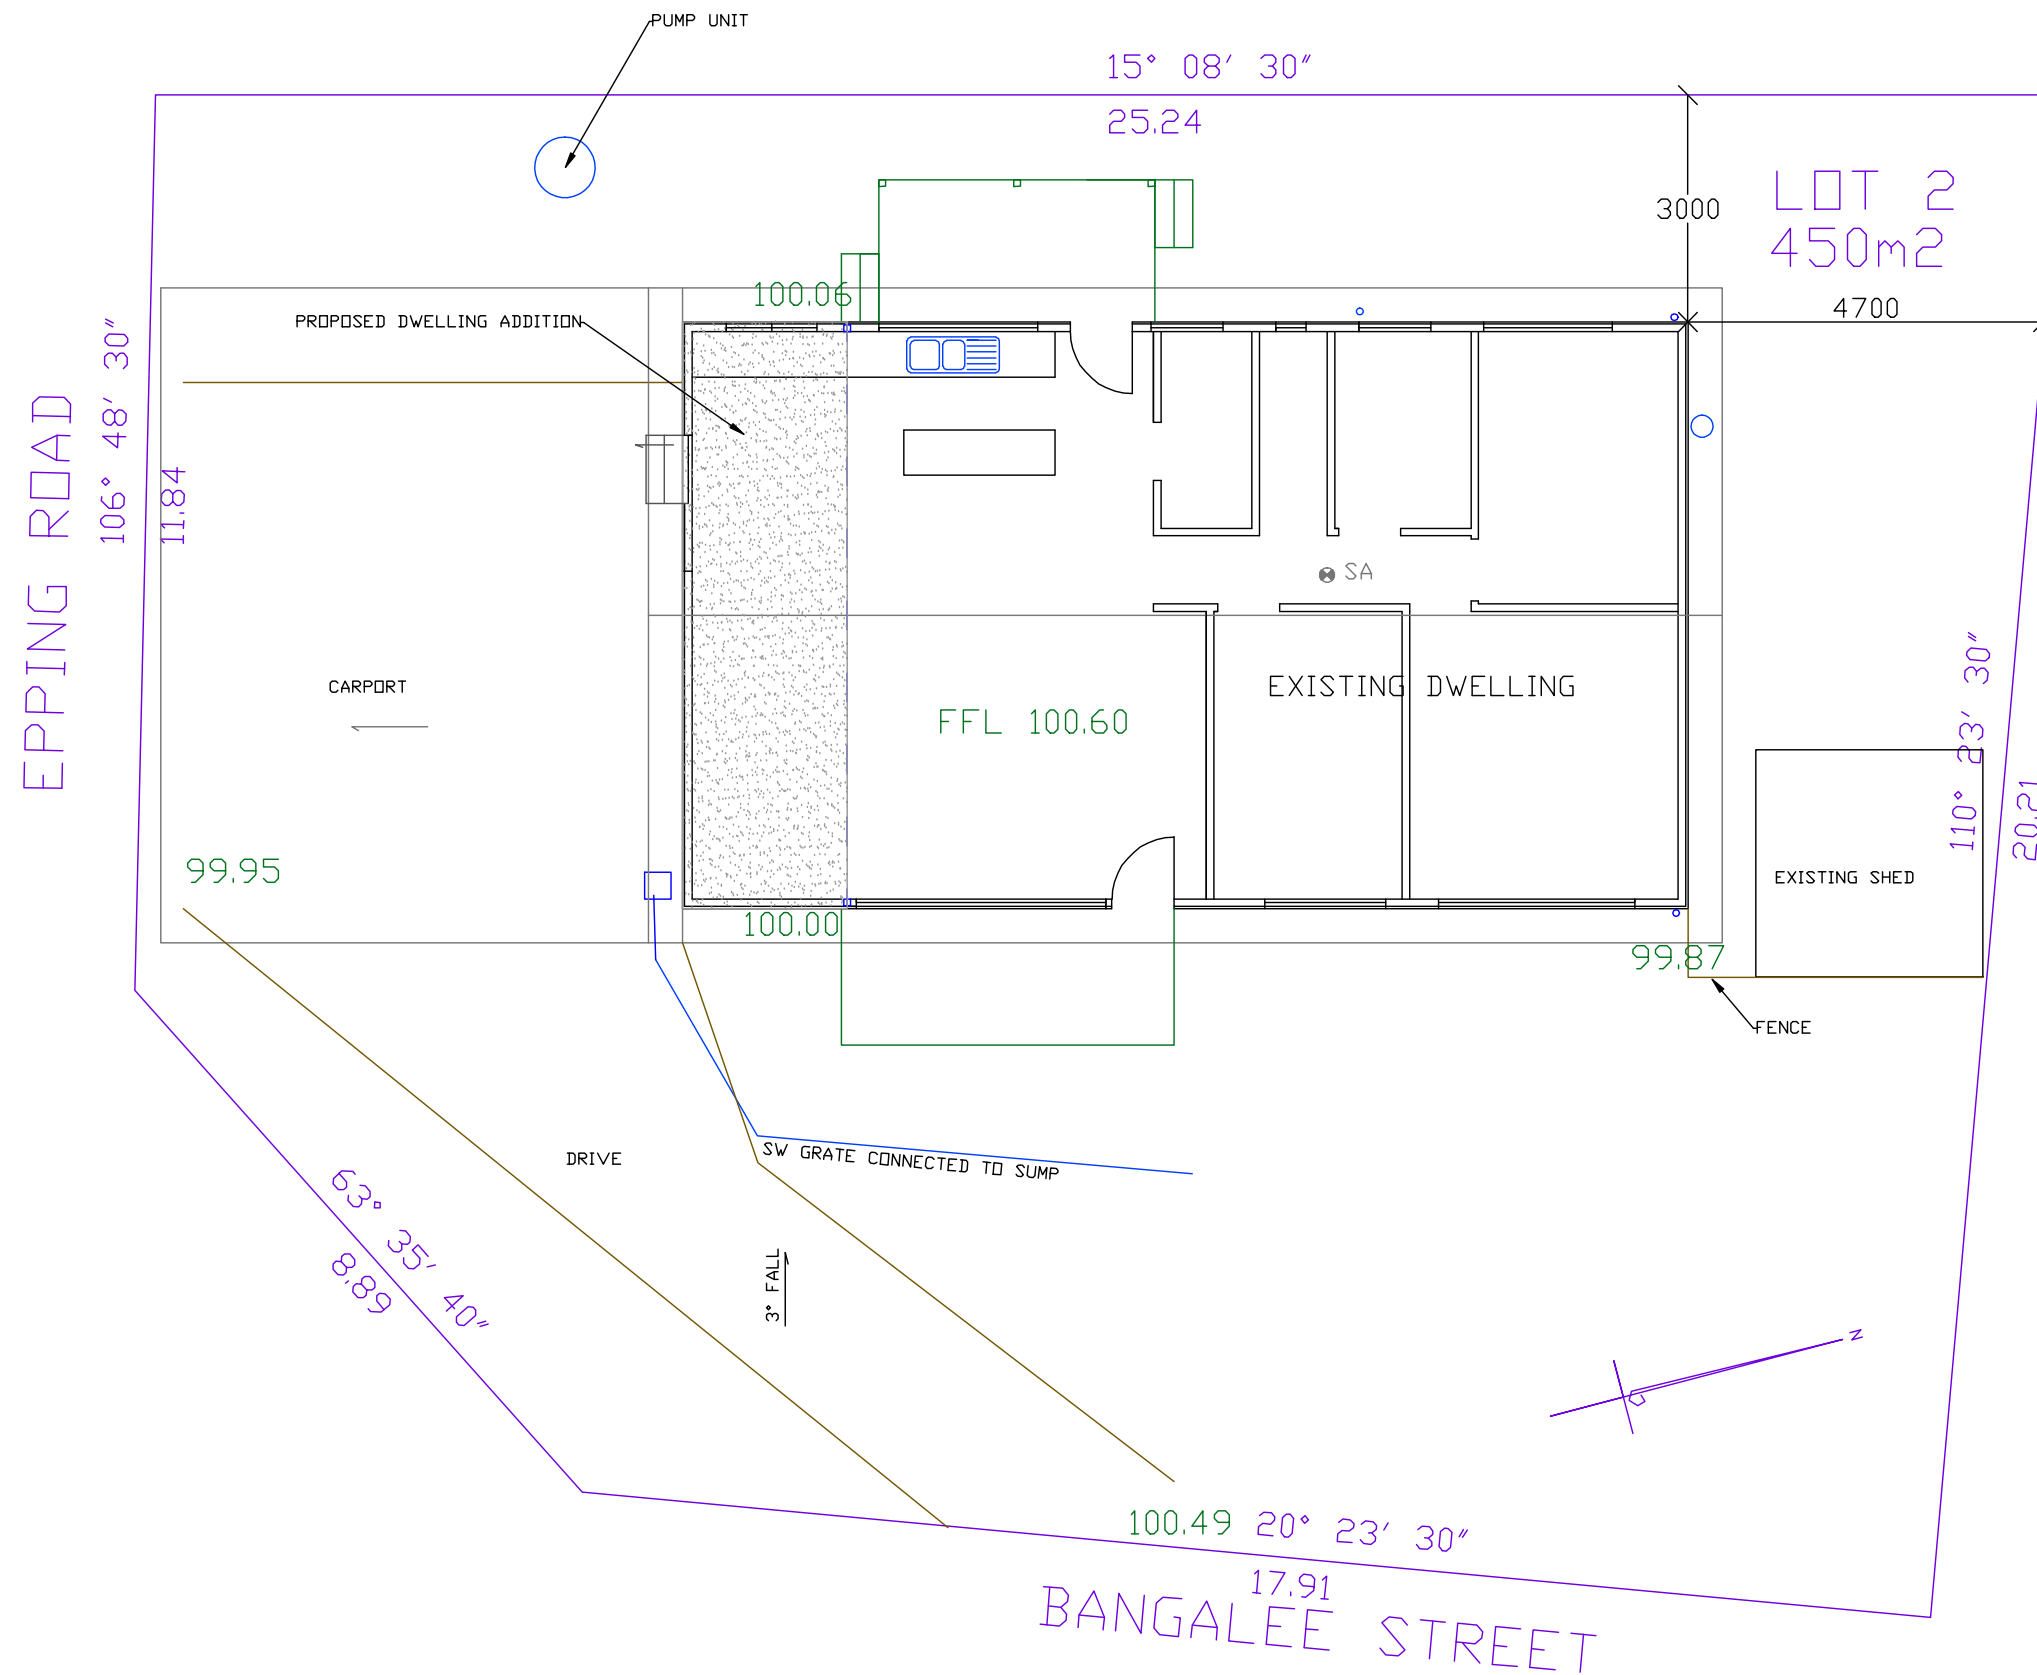 PUMP UNIT
15° 08' 30"
25.24
LOT 2
450m2
3000
4700
100.06
PROPOSED DWELLING ADDITION
EPPING ROAD
106° 48' 30"
11.84
SA
CARPORT
EXISTING DWELLING
FFL 100.60
110° 23' 30"
20.21
99.95
EXISTING SHED
100.00
99.87
FENCE
DRIVE
SW GRATE CONNECTED TO SUMP
63° 35' 40"
8.89
3° FALL
N
100.49
20° 23' 30"
17.91
BANGALEE STREET